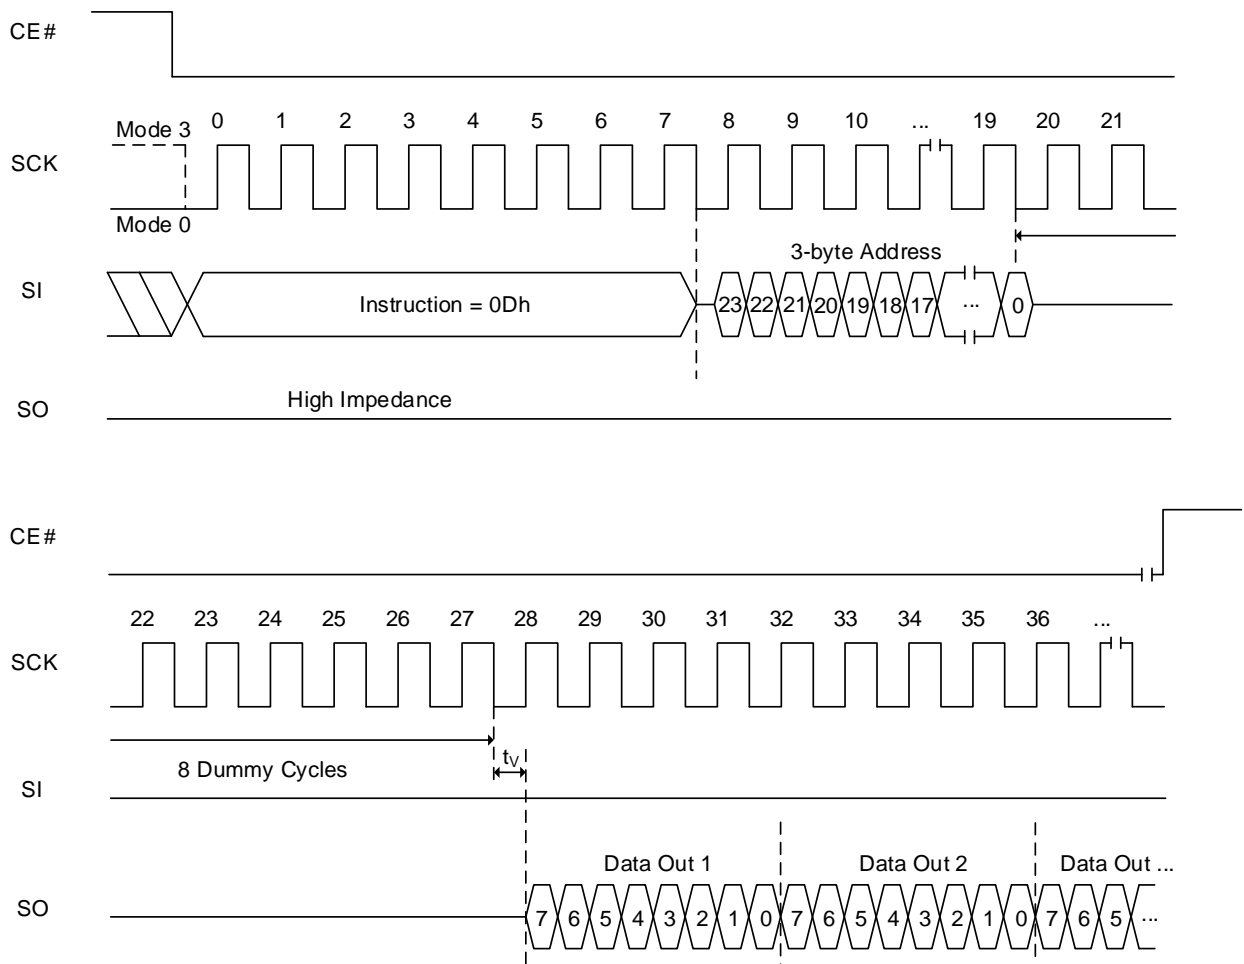 CE#
Mode 3 0 1 2 3 4 5 6 7 8 9 10 ... 19 20 21
SCK
Mode 0
3-byte Address
SI Instruction = 0Dh 23 22 21 20 19 18 17 ... 0
High Impedance
SO
CE#
22 23 24 25 26 27 28 29 30 31 32 33 34 35 36 ...
SCK
8 Dummy Cycles tV
SI
Data Out 1 Data Out 2 Data Out ...
SO 7 6 5 4 3 2 1 0 7 6 5 4 3 2 1 0 7 6 5 ...